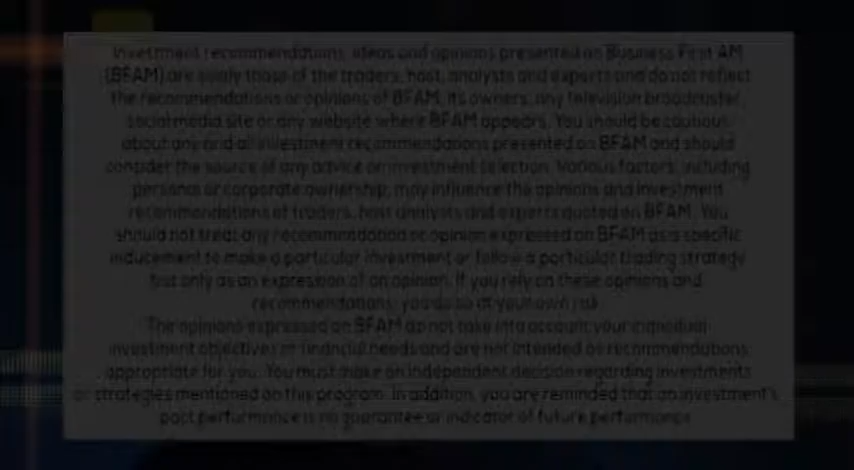 Investment recommendations, ideas and opinions presented on Business First AM
(BFAM) are solely those of the traders, host, analysts and experts and do not reflect
the recommendations or opinions of BFAM, its owners, any television broadcaster,
social media site or any website where BFAM appears. You should be cautious
about any and all investment recommendations presented on BFAM and should
consider the source of any advice on investment selection. Various factors, including
personal or corporate ownership, may influence the opinions and investment
recommendations of traders, host analysts and experts quoted on BFAM. You
should not treat any recommendation or opinion expressed on BFAM as a specific
inducement to make a particular investment or follow a particular trading strategy
but only as an expression of an opinion. If you rely on these opinions and
recommendations, you do so at your own risk.
The opinions expressed on BFAM do not take into account your individual
investment objectives or financial needs and are not intended as recommendations
appropriate for you. You must make an independent decision regarding investments
or strategies mentioned on this program. In addition, you are reminded that an investment's
past performance is no guarantee or indicator of future performance.